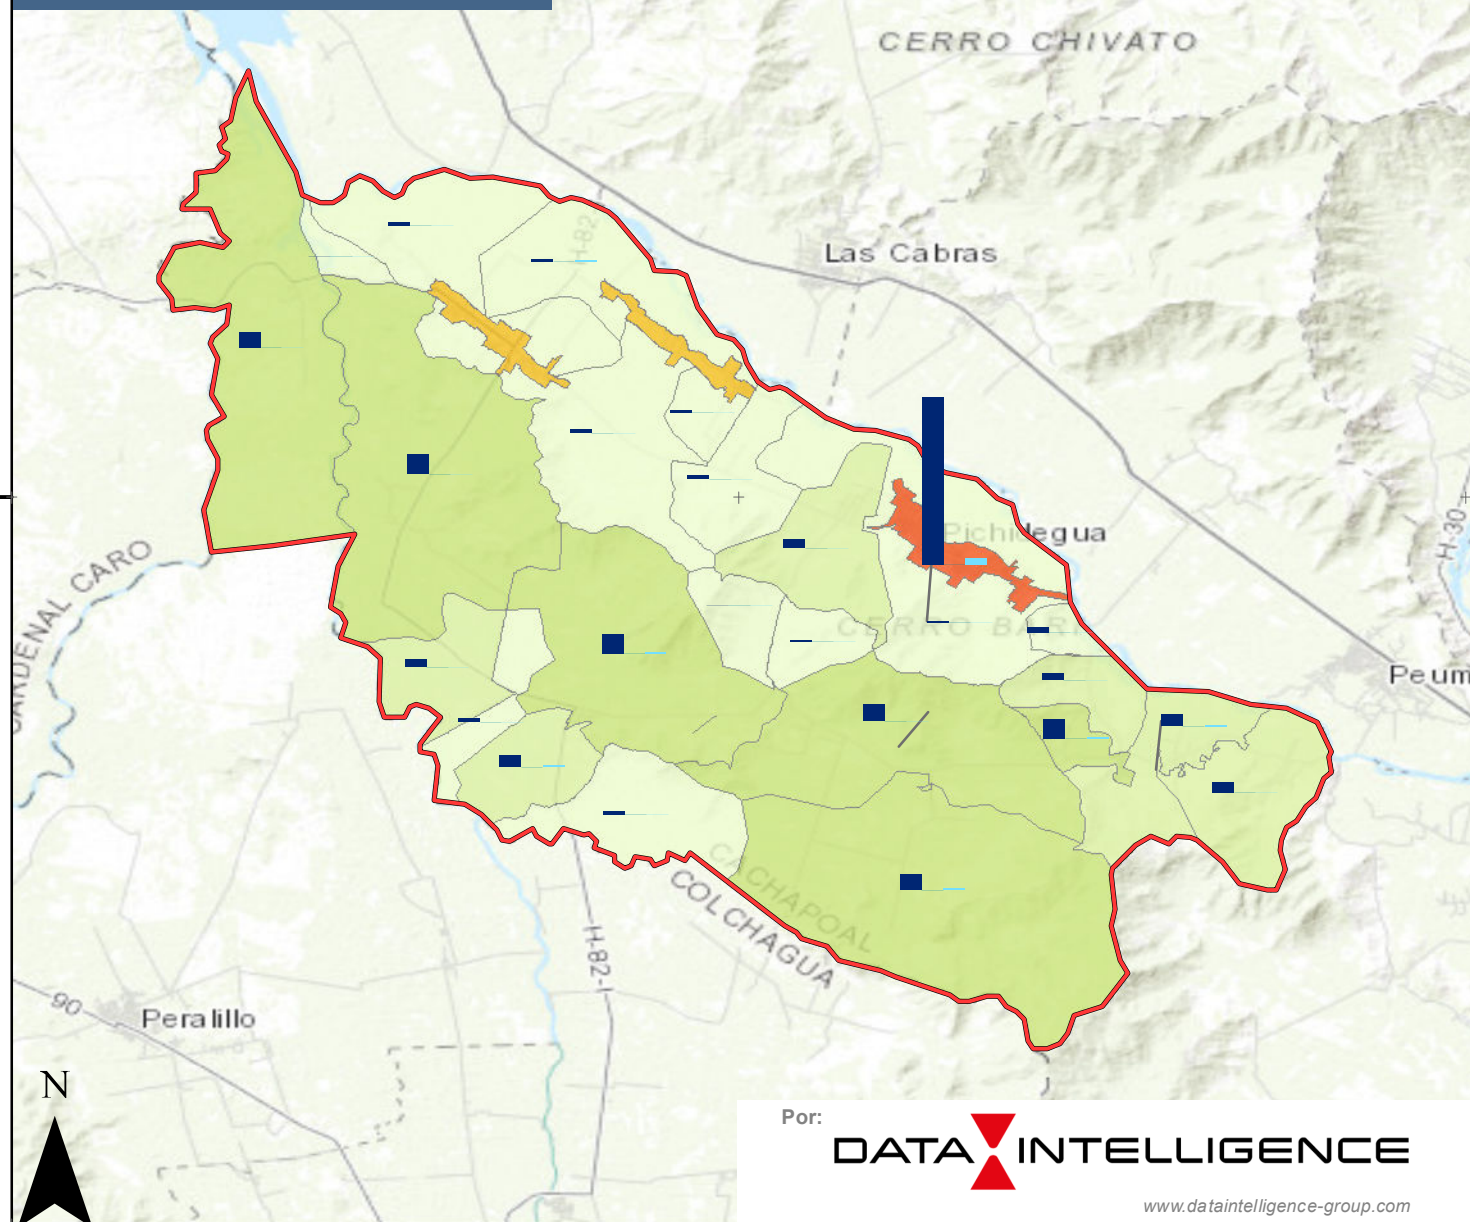 CERRO CHIVATO
H-82
Las Cabras
Pichidegua
H-30
CARDENAL CARO
CERRO BARI
Peum
CACHAPOAL
COLCHAGUA
H-82-I
90
Peralillo
N
Por:
DATA INTELLIGENCE
www.dataintelligence-group.com